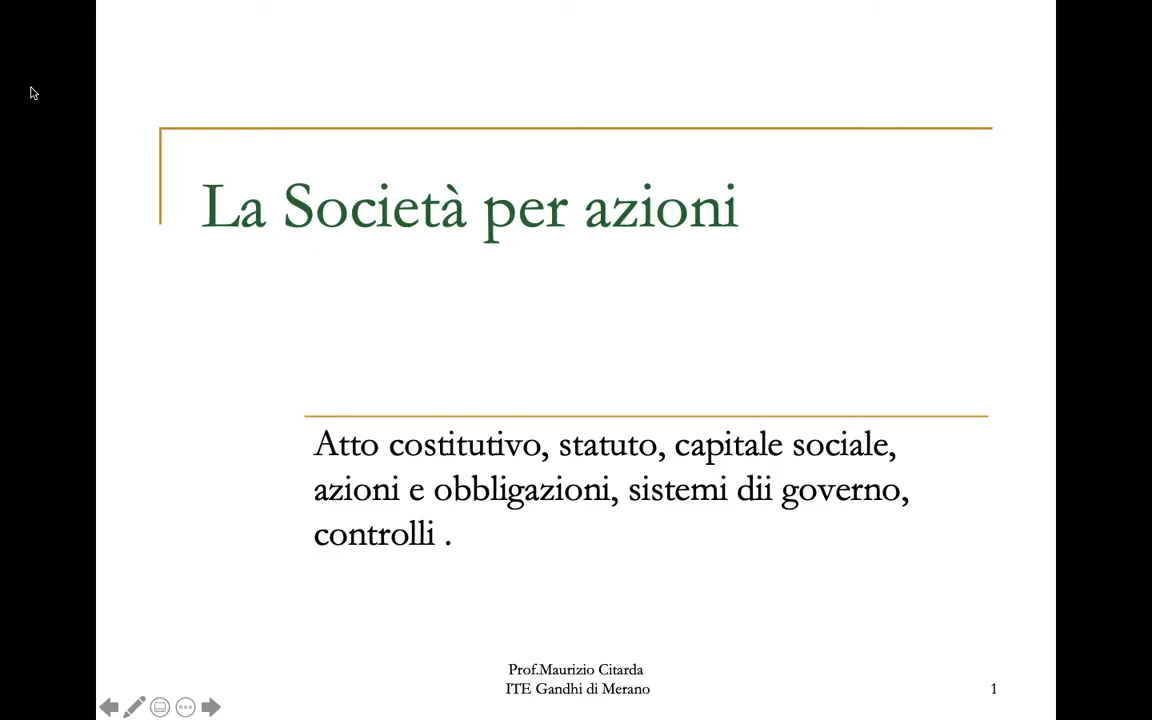 La Società per azioni
Atto costitutivo, statuto, capitale sociale,
azioni e obbligazioni, sistemi dii governo,
controlli .
Prof.Maurizio Citarda
ITE Gandhi di Merano
1